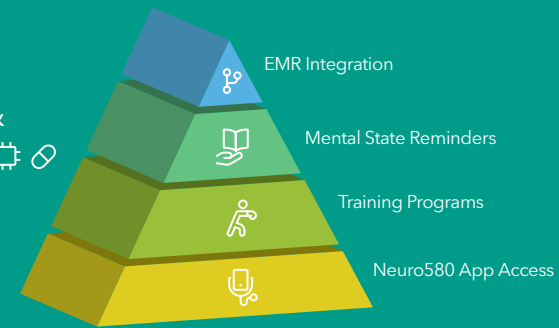 EMR Integration
Mental State Reminders
Training Programs
Neuro580 App Access